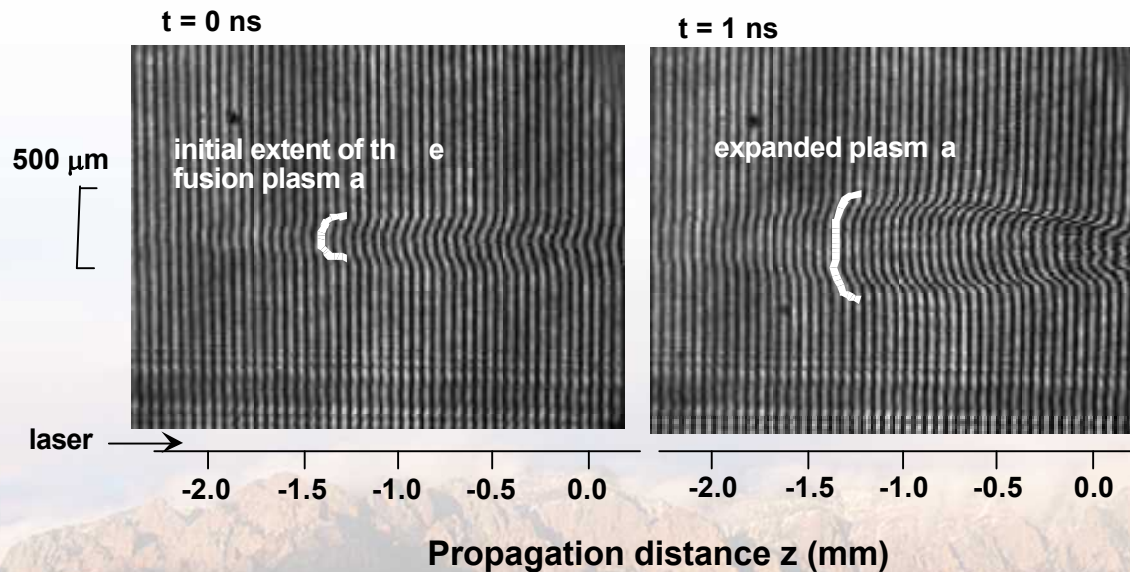 t = 0 ns
t = 1 ns
500 μm
initial extent of th e
fusion plasm a
expanded plasm a
laser
-2.0 -1.5 -1.0 -0.5 0.0
-2.0 -1.5 -1.0 -0.5 0.0
Propagation distance z (mm)